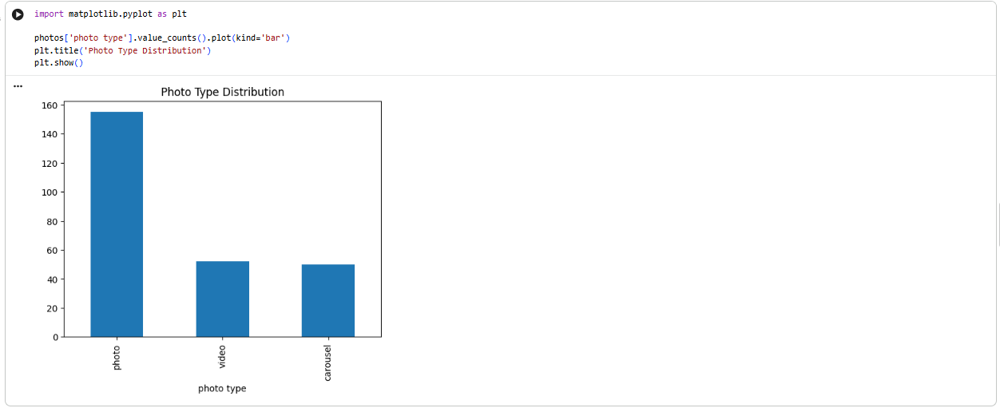 import matplotlib.pyplot as plt
photos['photo type'].value_counts().plot(kind='bar')
plt.title('Photo Type Distribution')
plt.show()
Photo Type Distribution
160
140
120
100
80
60
40
20
0
photo
video
carousel
photo type